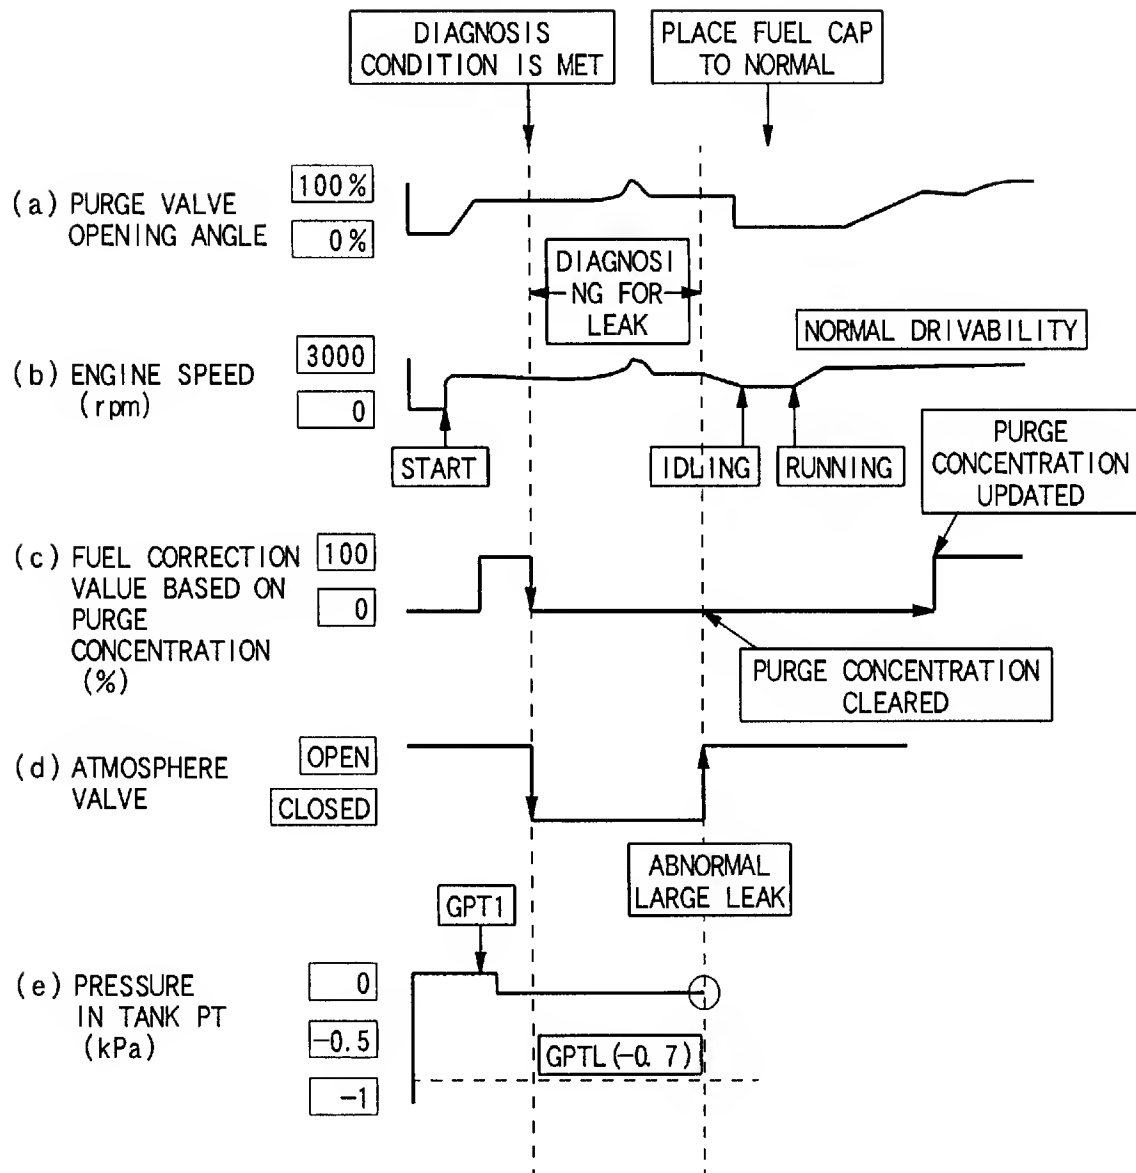 DIAGNOSIS
CONDITION IS MET
PLACE FUEL CAP
TO NORMAL
(a) PURGE VALVE
OPENING ANGLE
100%
0%
DIAGNOSI
NG FOR
LEAK
NORMAL DRIVABILITY
(b) ENGINE SPEED
(rpm)
3000
0
START
IDLING
RUNNING
PURGE
CONCENTRATION
UPDATED
(c) FUEL CORRECTION
VALUE BASED ON
PURGE
CONCENTRATION
(%)
100
0
PURGE CONCENTRATION
CLEARED
(d) ATMOSPHERE
VALVE
OPEN
CLOSED
ABNORMAL
LARGE LEAK
GPT1
(e) PRESSURE
IN TANK PT
(kPa)
0
-0.5
-1
GPTL(-0.7)